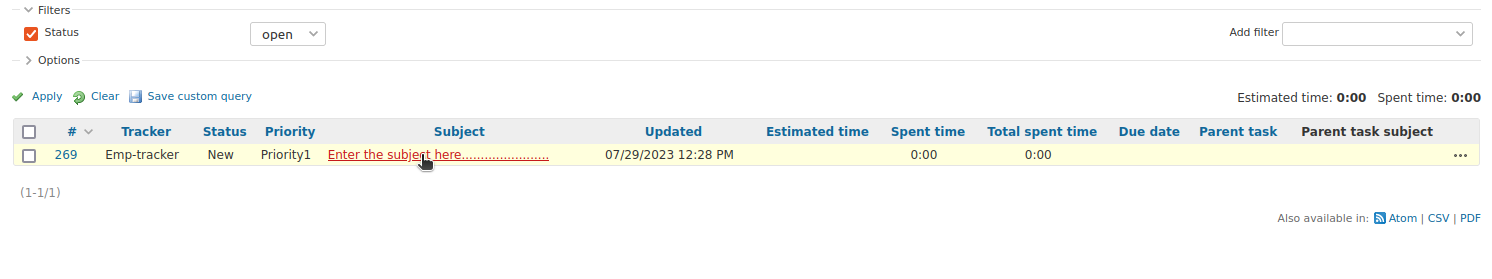 Filters
Status open Add filter
Options
Apply Clear Save custom query
Estimated time: 0:00 Spent time: 0:00
# Tracker Status Priority Subject Updated Estimated time Spent time Total spent time Due date Parent task Parent task subject
269 Emp-tracker New Priority1 Enter the subject here....................... 07/29/2023 12:28 PM 0:00 0:00 •••
(1-1/1)
Also available in: Atom | CSV | PDF